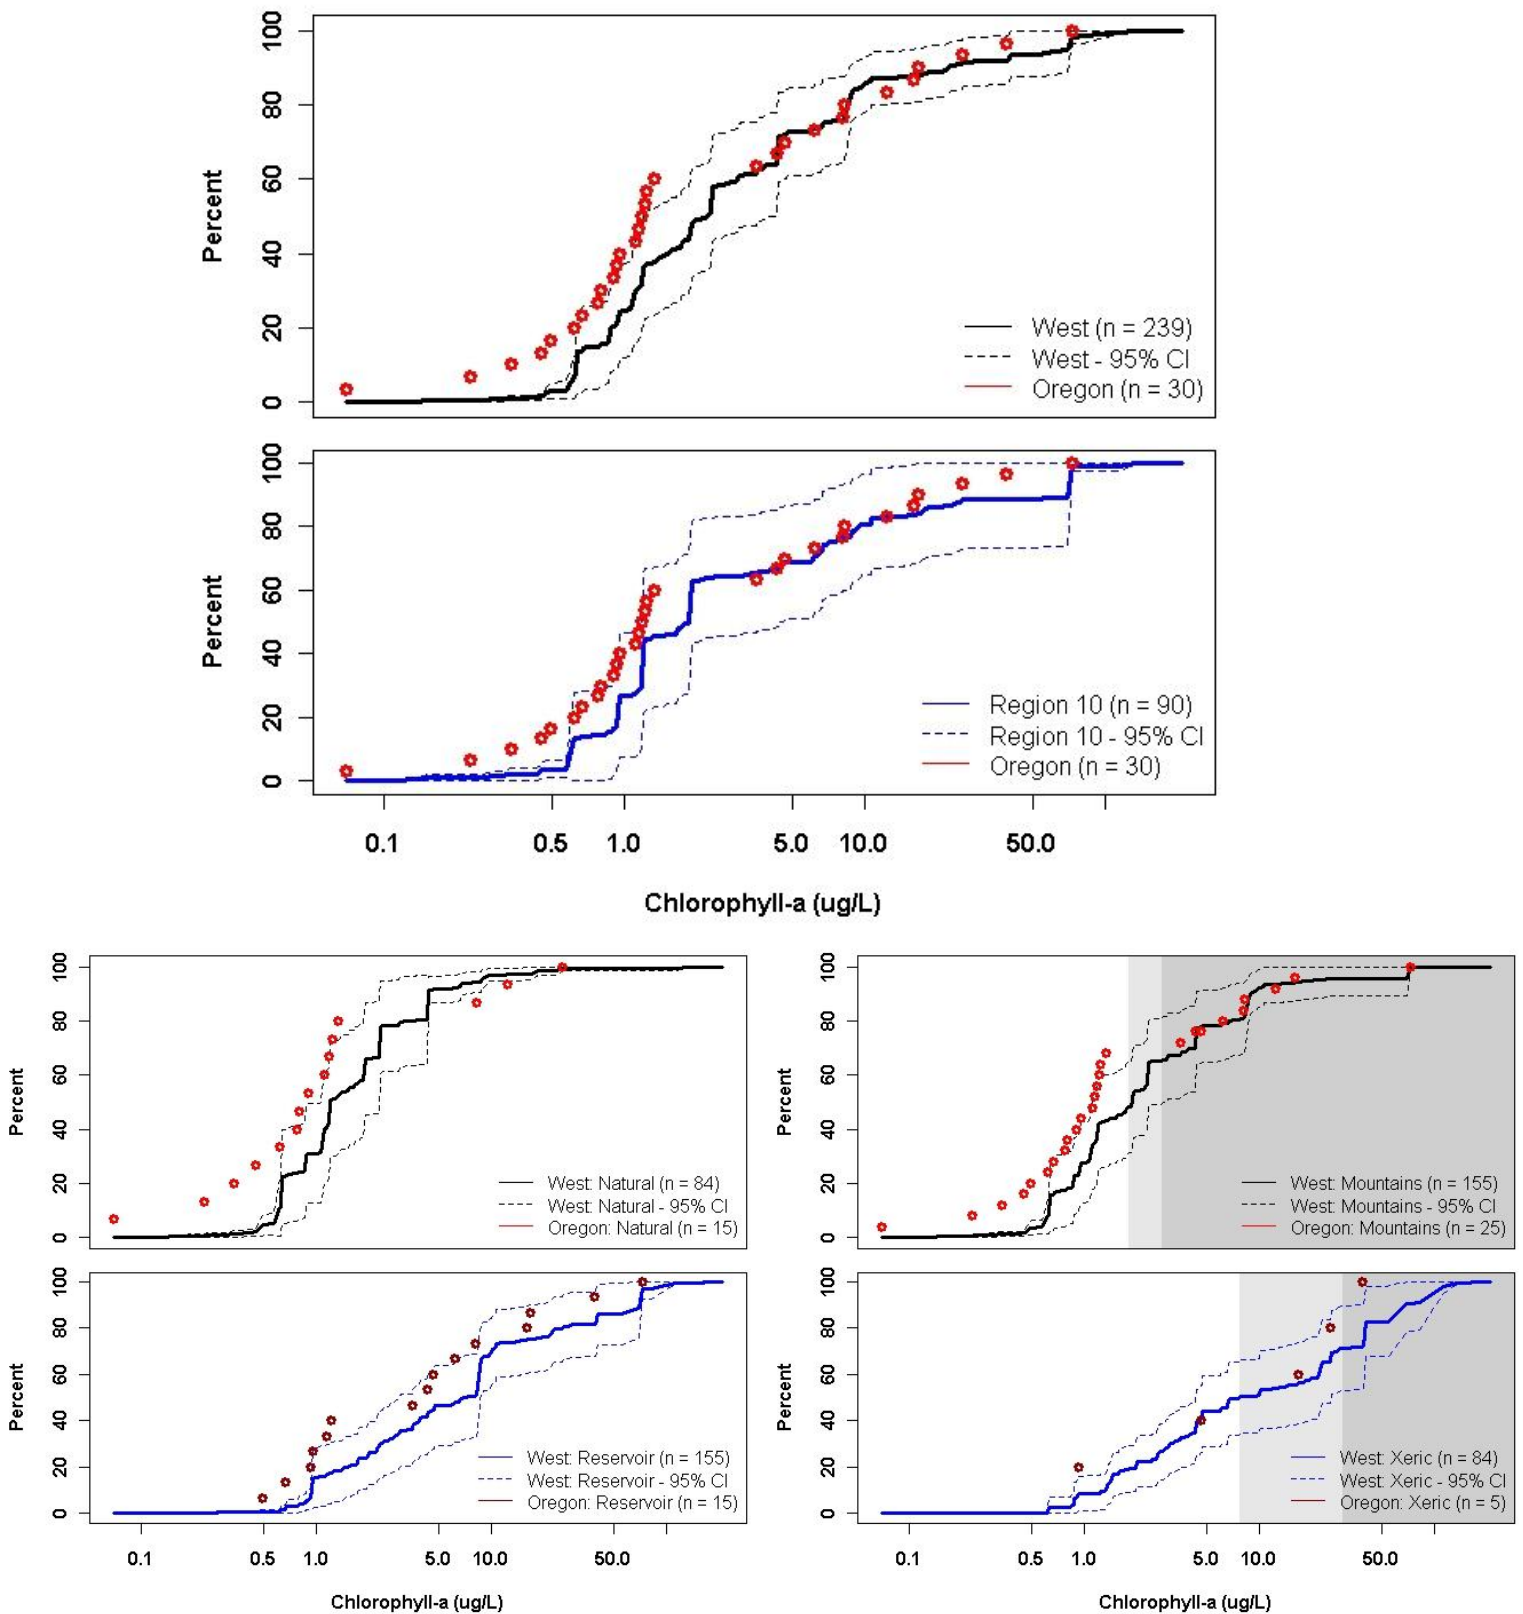 100
80
60
40
20
0
Percent
West (n = 239)
West - 95% CI
Oregon (n = 30)
100
80
60
40
20
0
Percent
Region 10 (n = 90)
Region 10 - 95% CI
Oregon (n = 30)
0.1 0.5 1.0 5.0 10.0 50.0
Chlorophyll-a (ug/L)
100
80
60
40
20
0
Percent
West: Natural (n = 84)
West: Natural - 95% CI
Oregon: Natural (n = 15)
100
80
60
40
20
0
Percent
West: Reservoir (n = 155)
West: Reservoir - 95% CI
Oregon: Reservoir (n = 15)
0.1 0.5 1.0 5.0 10.0 50.0
Chlorophyll-a (ug/L)
100
80
60
40
20
0
Percent
West: Mountains (n = 155)
West: Mountains - 95% CI
Oregon: Mountains (n = 25)
100
80
60
40
20
0
Percent
West: Xeric (n = 84)
West: Xeric - 95% CI
Oregon: Xeric (n = 5)
0.1 0.5 1.0 5.0 10.0 50.0
Chlorophyll-a (ug/L)